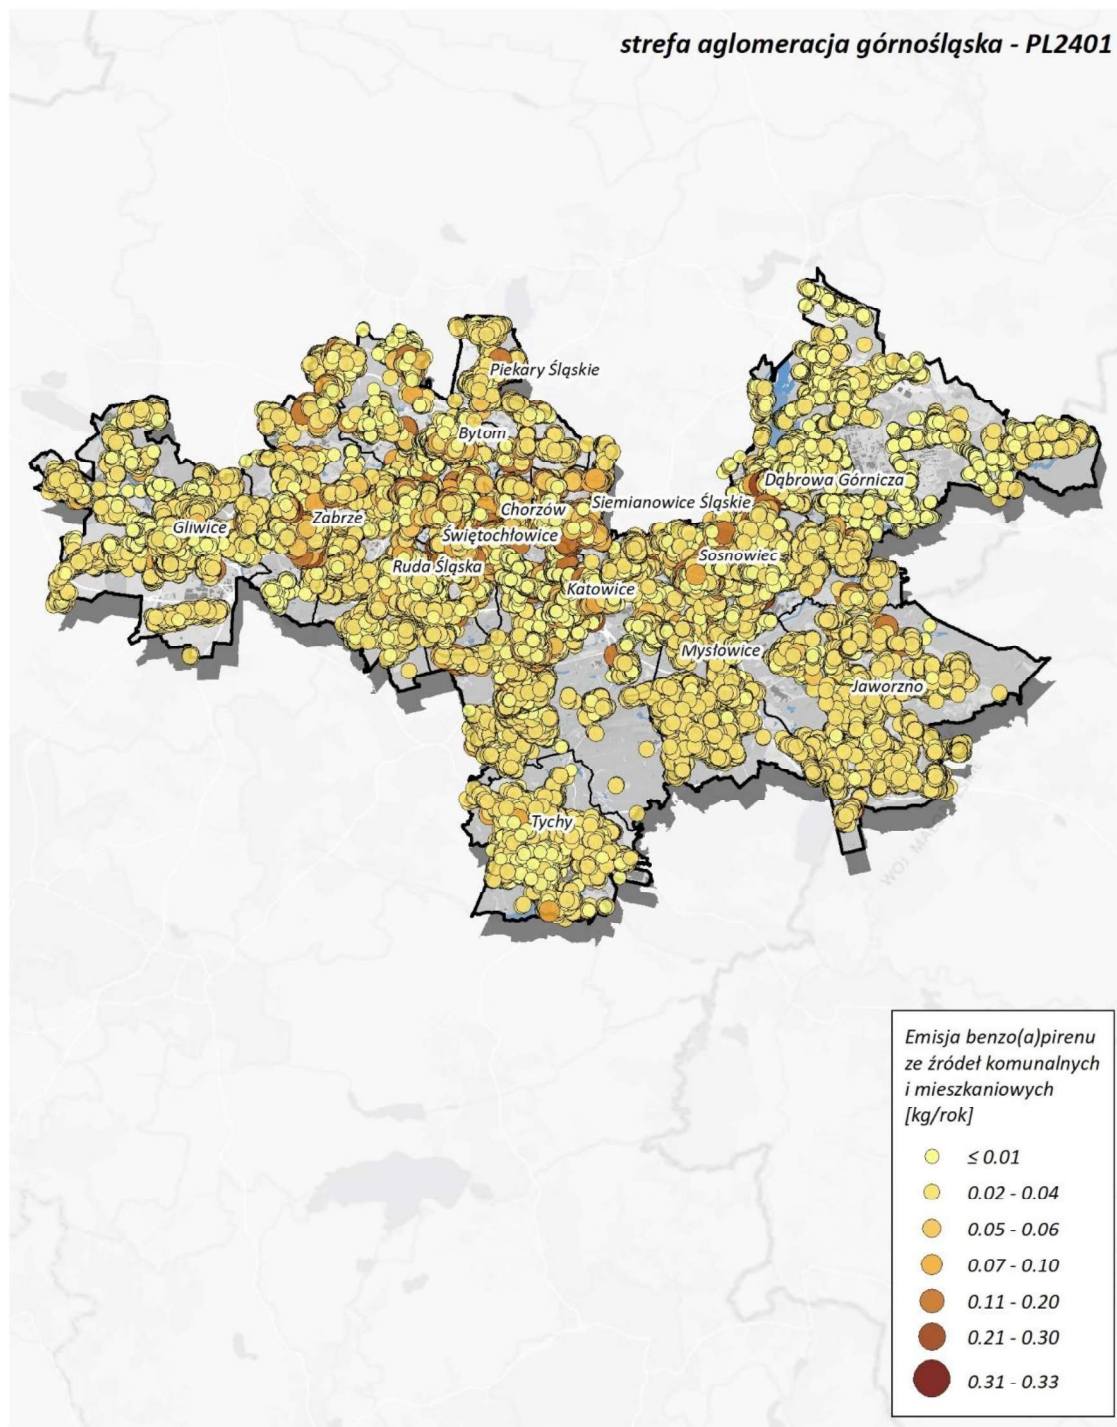 strefa aglomeracja górnośląska - PL2401
Piekary Śląskie
Bytom
Dąbrowa Górnicza
Siemianowice Śląskie
Chorzów
Zabrze
Gliwice
Świętochłowice
Sosnowiec
Ruda Śląska
Katowice
Mysłowice
Jaworzno
Tychy
Emisja benzo(a)pirenu
ze źródeł komunalnych
i mieszkaniowych
[kg/rok]
≤ 0.01
0.02 - 0.04
0.05 - 0.06
0.07 - 0.10
0.11 - 0.20
0.21 - 0.30
0.31 - 0.33